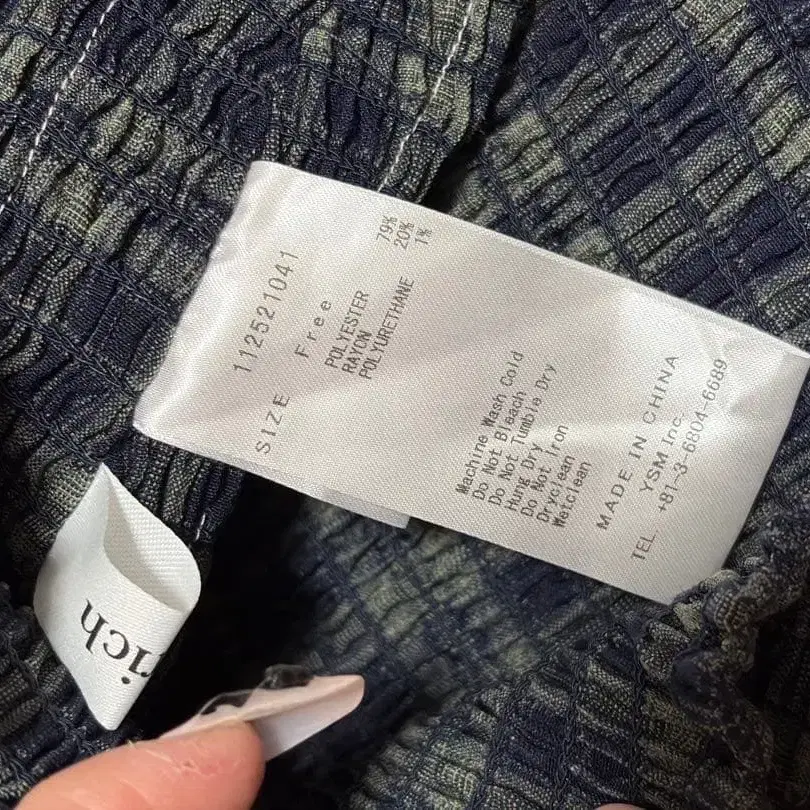 112521041
SIZE Free
POLYESTER 79%
RAYON 20%
POLYURETHANE 1%
Machine Wash Cold
Do Not Bleach
Do Not Tumble Dry
Hung Dry
Do Not Iron
Dryclean
Wetclean
MADE IN CHINA
YSM Inc.
TEL. +81-3-6804-6689
rich